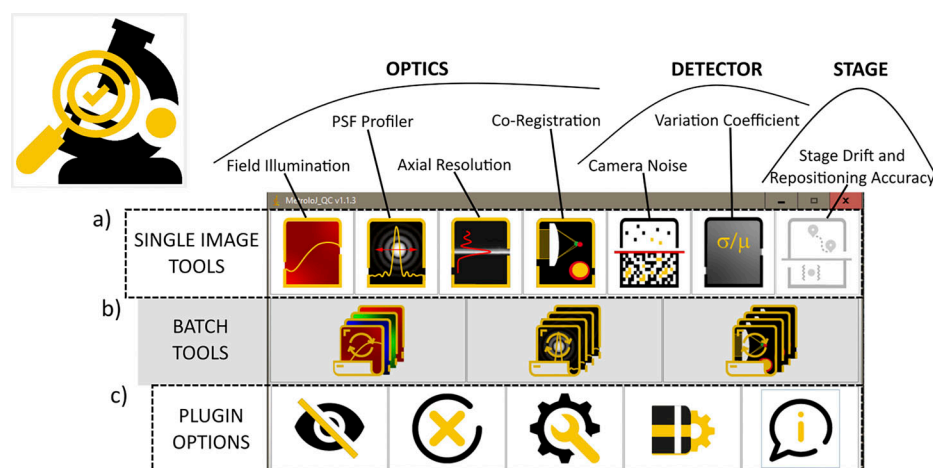 OPTICS
DETECTOR
STAGE
PSF Profiler
Co-Registration
Variation Coefficient
Field Illumination
Axial Resolution
Camera Noise
Stage Drift and
Repositioning Accuracy
MetroloJ_QC v1.1.3
a)
SINGLE IMAGE
TOOLS
σ/μ
b)
BATCH
TOOLS
c)
PLUGIN
OPTIONS
i